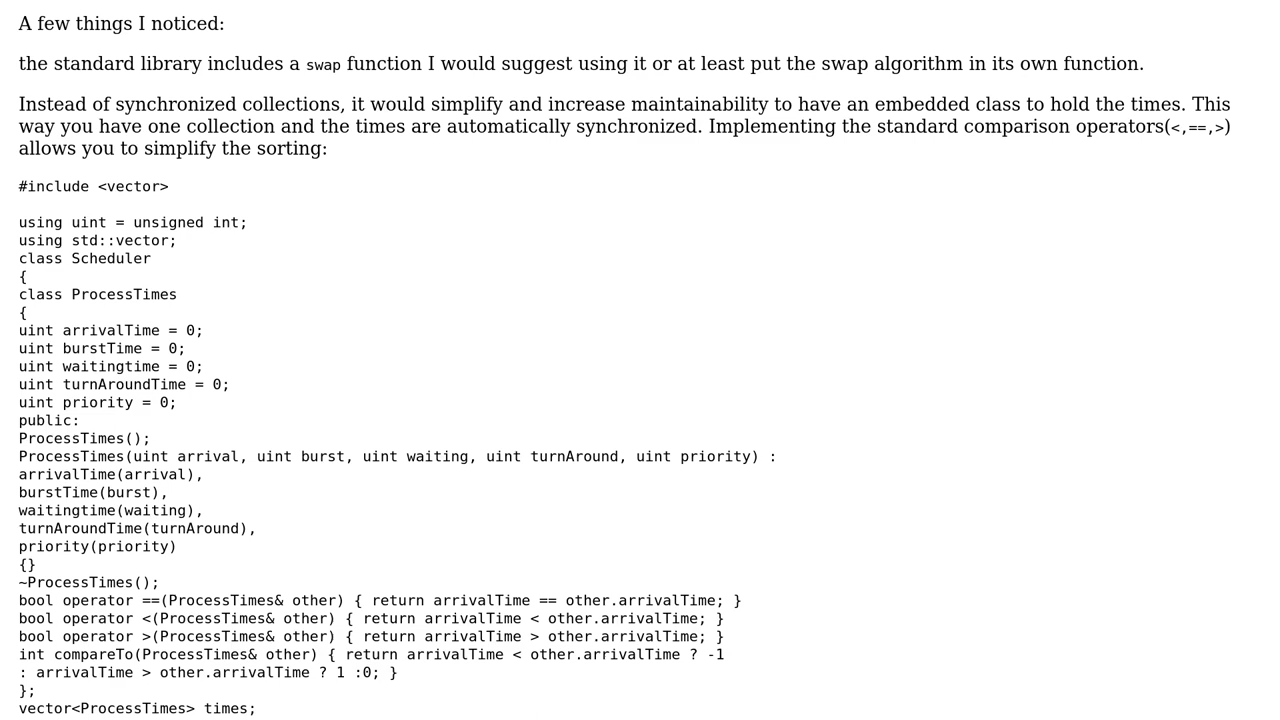 A few things I noticed:
the standard library includes a swap function I would suggest using it or at least put the swap algorithm in its own function.
Instead of synchronized collections, it would simplify and increase maintainability to have an embedded class to hold the times. This
way you have one collection and the times are automatically synchronized. Implementing the standard comparison operators(<,==,>)
allows you to simplify the sorting:
#include <vector>
using uint = unsigned int;
using std::vector;
class Scheduler
{
class ProcessTimes
{
uint arrivalTime = 0;
uint burstTime = 0;
uint waitingtime = 0;
uint turnAroundTime = 0;
uint priority = 0;
public:
ProcessTimes();
ProcessTimes(uint arrival, uint burst, uint waiting, uint turnAround, uint priority) :
arrivalTime(arrival),
burstTime(burst),
waitingtime(waiting),
turnAroundTime(turnAround),
priority(priority)
{}
~ProcessTimes();
bool operator ==(ProcessTimes& other) { return arrivalTime == other.arrivalTime; }
bool operator <(ProcessTimes& other) { return arrivalTime < other.arrivalTime; }
bool operator >(ProcessTimes& other) { return arrivalTime > other.arrivalTime; }
int compareTo(ProcessTimes& other) { return arrivalTime < other.arrivalTime ? -1
: arrivalTime > other.arrivalTime ? 1 :0; }
};
vector<ProcessTimes> times;